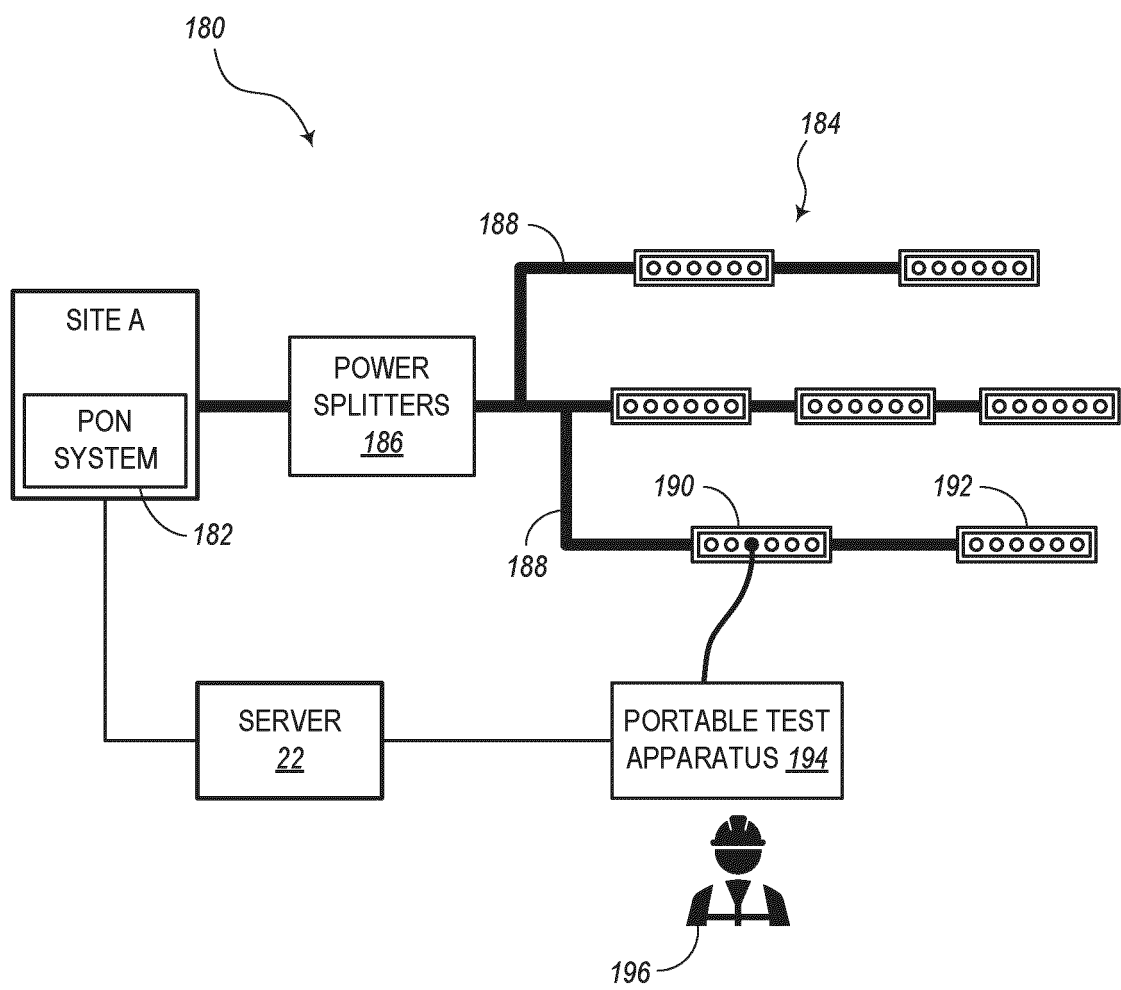 180
184
188
SITE A
POWER
SPLITTERS
186
PON
SYSTEM
190
192
182
188
SERVER
22
PORTABLE TEST
APPARATUS 194
196